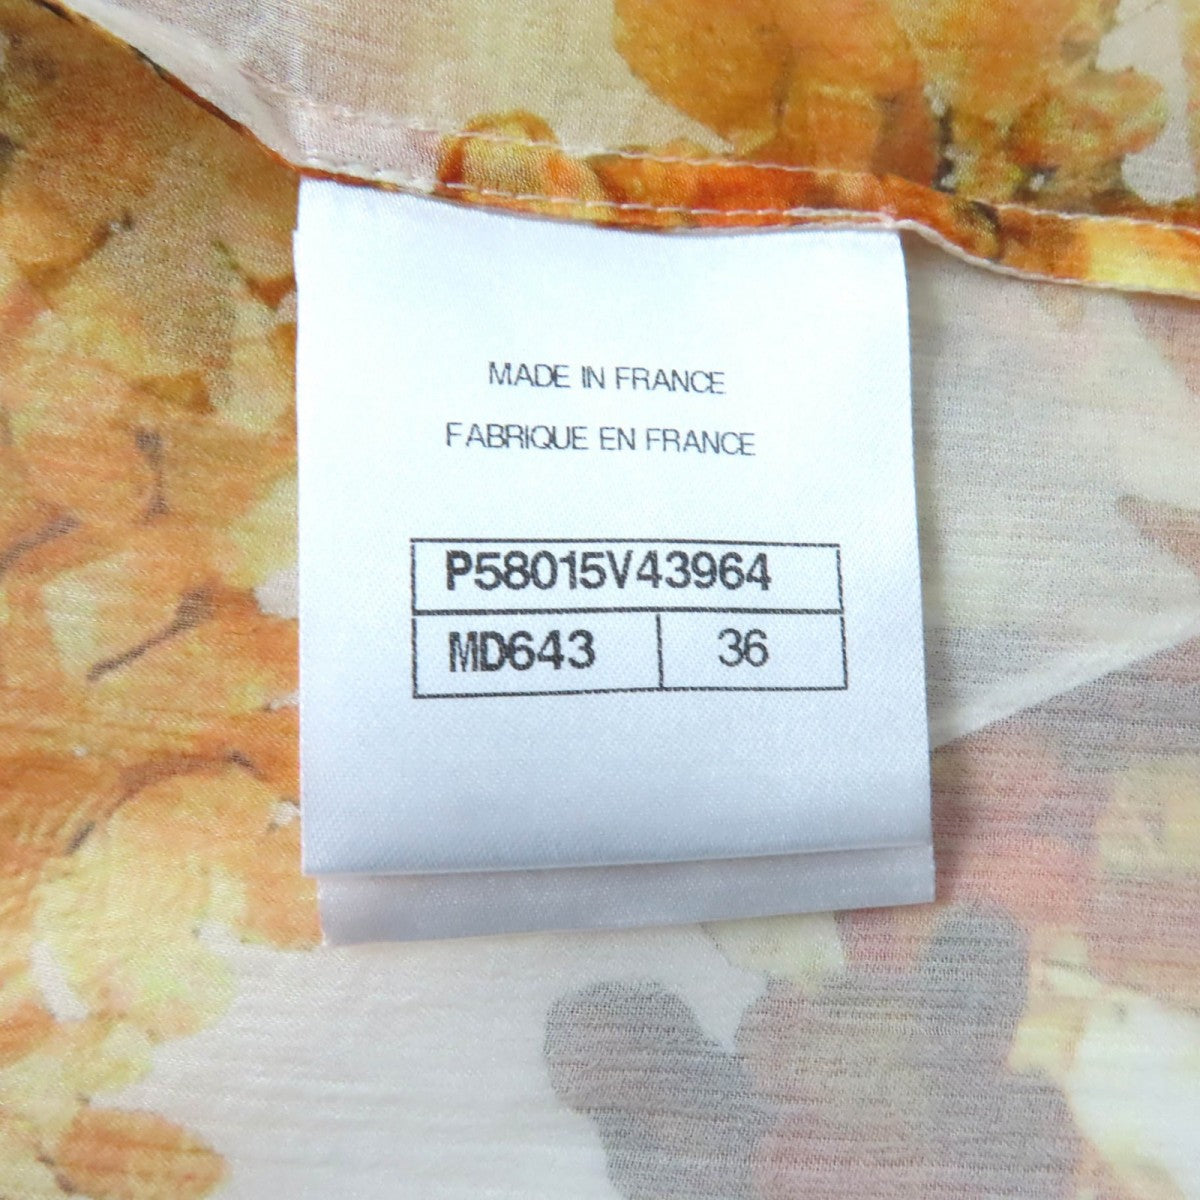 MADE IN FRANCE
FABRIQUE EN FRANCE
P58015V43964
MD643 36